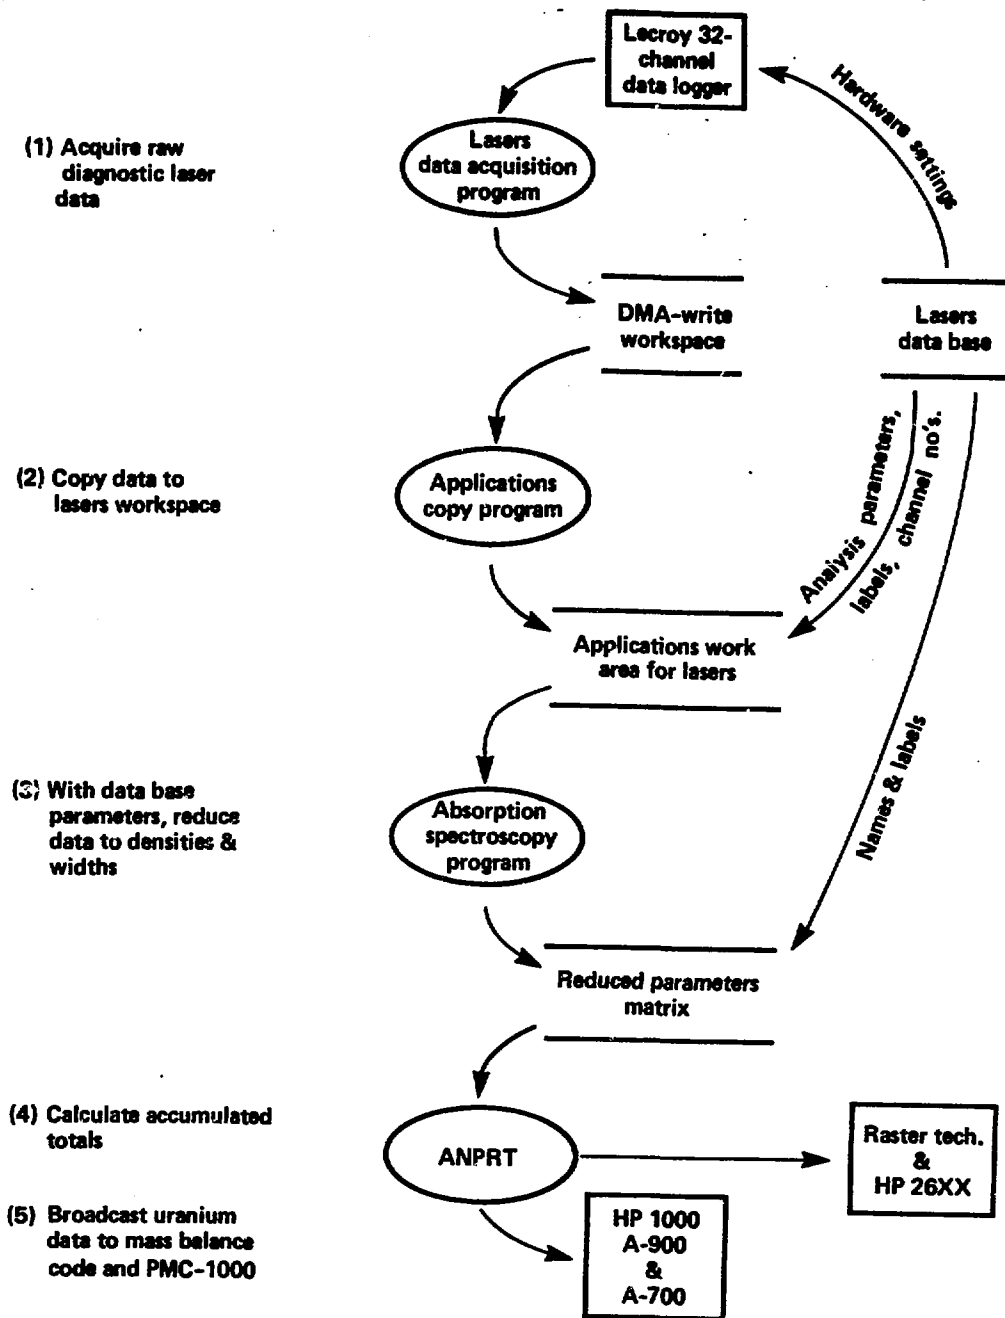 Lecroy 32-
channel
data logger
Hardware settings
(1) Acquire raw
diagnostic laser
data
Lasers
data acquisition
program
DMA-write
workspace
Lasers
data base
Analysis parameters,
labels, channel no's.
(2) Copy data to
lasers workspace
Applications
copy program
Applications work
area for lasers
Names & labels
(3) With data base
parameters, reduce
data to densities &
widths
Absorption
spectroscopy
program
Reduced parameters
matrix
(4) Calculate accumulated
totals
ANPRT
Raster tech.
&
HP 26XX
(5) Broadcast uranium
data to mass balance
code and PMC-1000
HP 1000
A-900
&
A-700